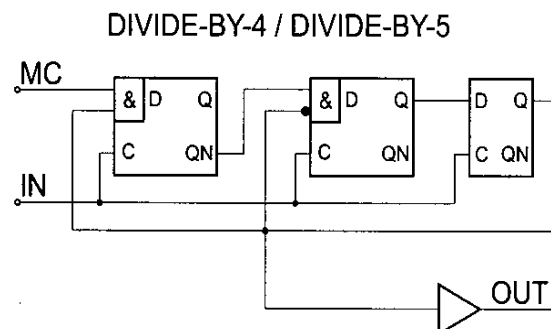 DIVIDE-BY-4 / DIVIDE-BY-5
MC
& D Q
& D Q
D Q
C QN
C QN
C QN
IN
OUT